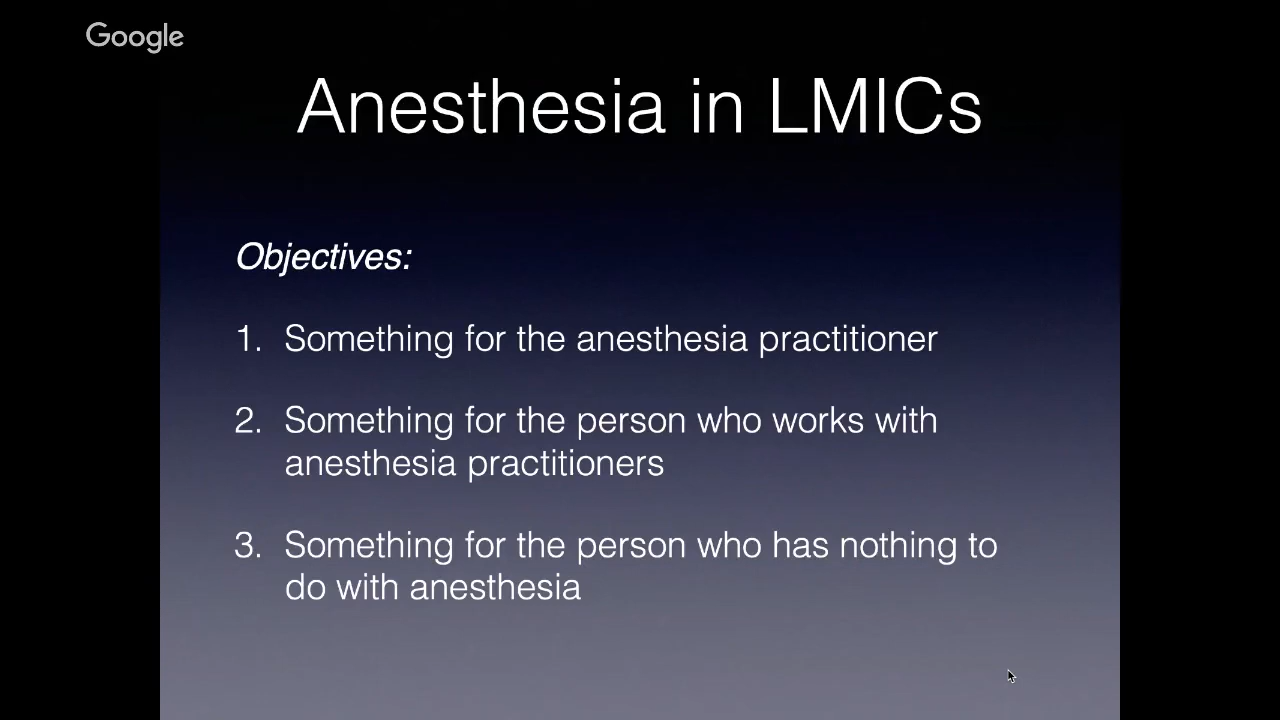 Google
Anesthesia in LMICs
Objectives:
1. Something for the anesthesia practitioner
2. Something for the person who works with
anesthesia practitioners
3. Something for the person who has nothing to
do with anesthesia